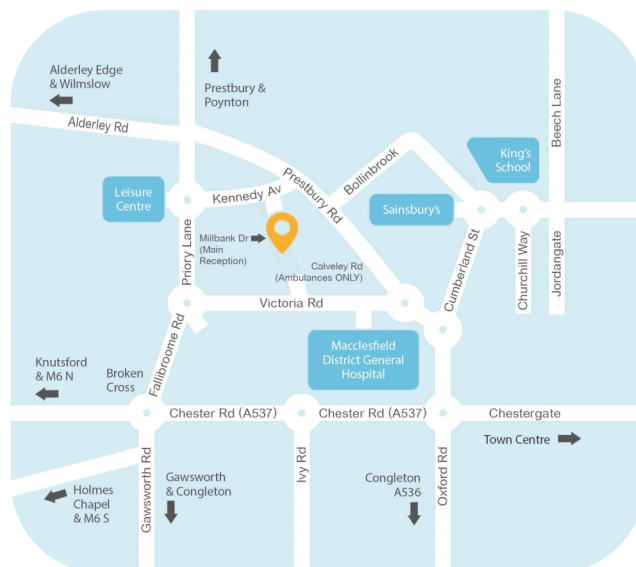 Alderley Edge
& Wilmslow
Prestbury &
Poynton
Alderley Rd
Beech Lane
King's
School
Prestbury Rd
Bollinbrook
Leisure
Centre
Kennedy Av
Sainsbury's
Priory Lane
Millbank Dr
(Main
Reception)
Calveley Rd
(Ambulances ONLY)
Cumberland St
Churchill Way
Jordangate
Victoria Rd
Fallibroome Rd
Macclesfield
District General
Hospital
Knutsford
& M6 N
Broken
Cross
Chester Rd (A537)
Chester Rd (A537)
Chestergate
Town Centre
Gawsworth Rd
Ivy Rd
Oxford Rd
Holmes
Chapel
& M6 S
Gawsworth
& Congleton
Congleton
A536